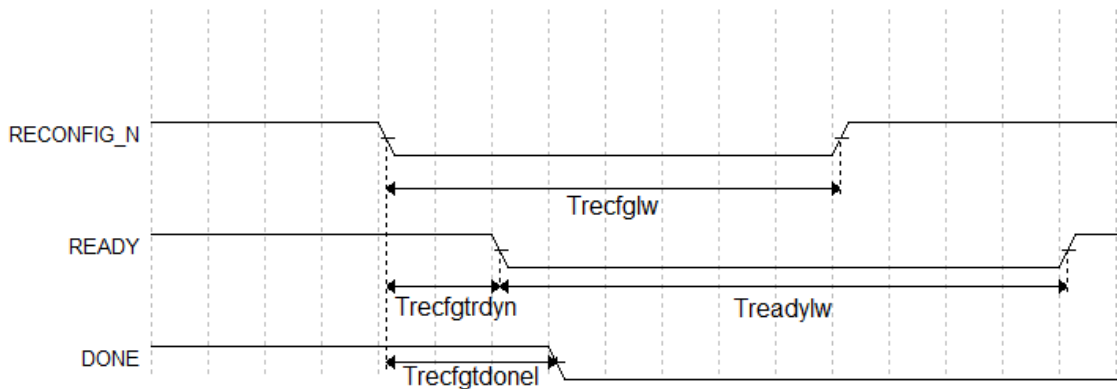 RECONFIG_N
Trecfglw
READY
Trecfgtrdyn
Treadylw
DONE
Trecfgtdonel